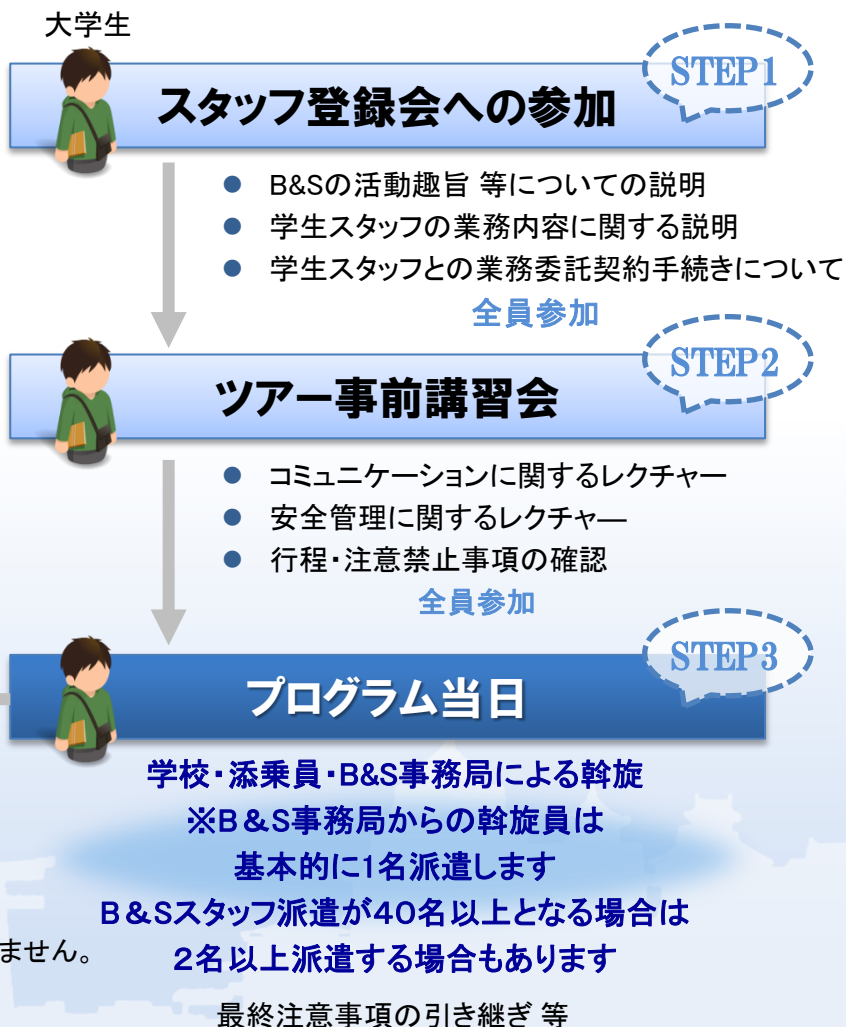 大学生
STEP1
スタッフ登録会への参加
● B&Sの活動趣旨 等についての説明
● 学生スタッフの業務内容に関する説明
● 学生スタッフとの業務委託契約手続きについて
全員参加
STEP2
ツアー事前講習会
● コミュニケーションに関するレクチャー
● 安全管理に関するレクチャ―
● 行程・注意禁止事項の確認
全員参加
STEP3
プログラム当日
学校・添乗員・B&S事務局による斡旋
※B&S事務局からの斡旋員は
基本的に1名派遣します
B&Sスタッフ派遣が40名以上となる場合は
ません。
2名以上派遣する場合もあります
最終注意事項の引き継ぎ 等